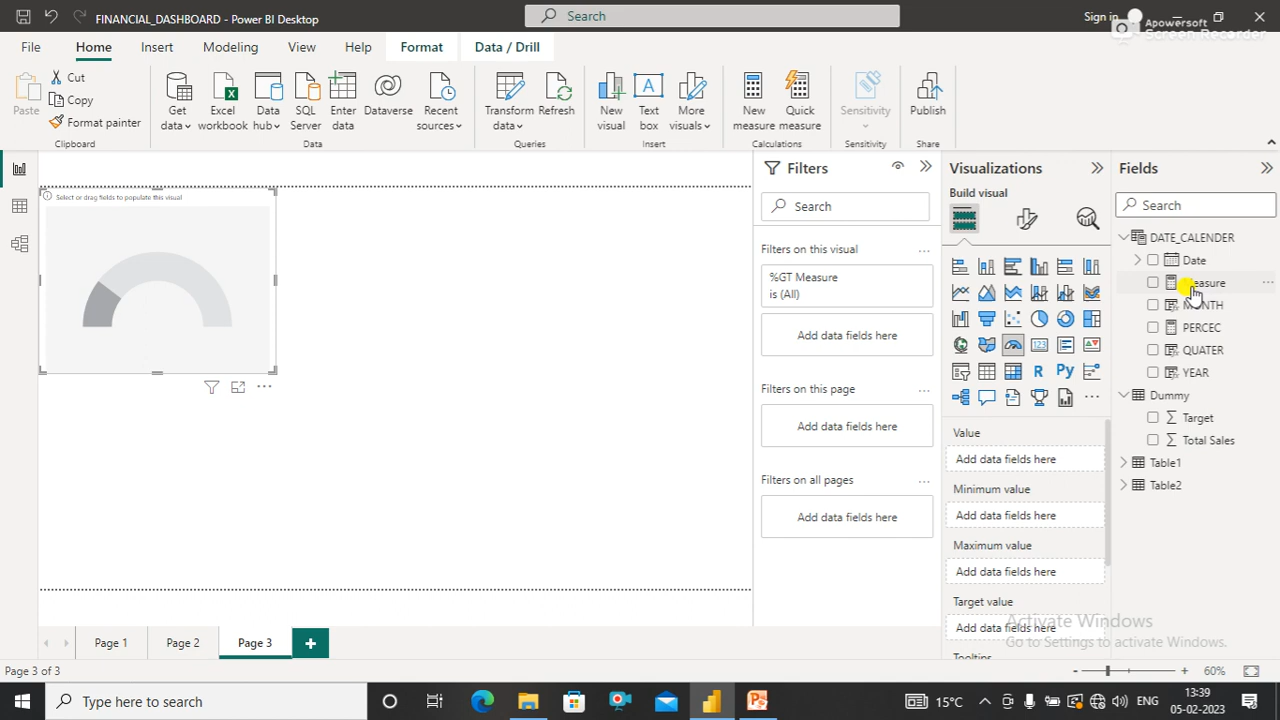 FINANCIAL_DASHBOARD - Power BI Desktop
Search
Sign in
Apowersoft
Screen Recorder
File
Home
Insert
Modeling
View
Help
Format
Data / Drill
Paste
Cut
Copy
Format painter
Clipboard
Get data
Excel workbook
Data hub
SQL Server
Enter data
Dataverse
Recent sources
Data
Transform data
Refresh
Queries
New visual
Text box
More visuals
Insert
New measure
Quick measure
Calculations
Sensitivity
Sensitivity
Publish
Share
Select or drag fields to populate this visual
Filters
Search
Filters on this visual
%GT Measure
is (All)
Add data fields here
Filters on this page
Add data fields here
Filters on all pages
Add data fields here
Visualizations
Build visual
R
Py
123
Value
Add data fields here
Minimum value
Add data fields here
Maximum value
Add data fields here
Target value
Add data fields here
Tooltips
Fields
Search
DATE_CALENDER
Date
Measure
MONTH
PERCEC
QUATER
YEAR
Dummy
Target
Total Sales
Table1
Table2
Activate Windows
Go to Settings to activate Windows.
Page 1
Page 2
Page 3
Page 3 of 3
60%
Type here to search
15°C
ENG
13:39
05-02-2023